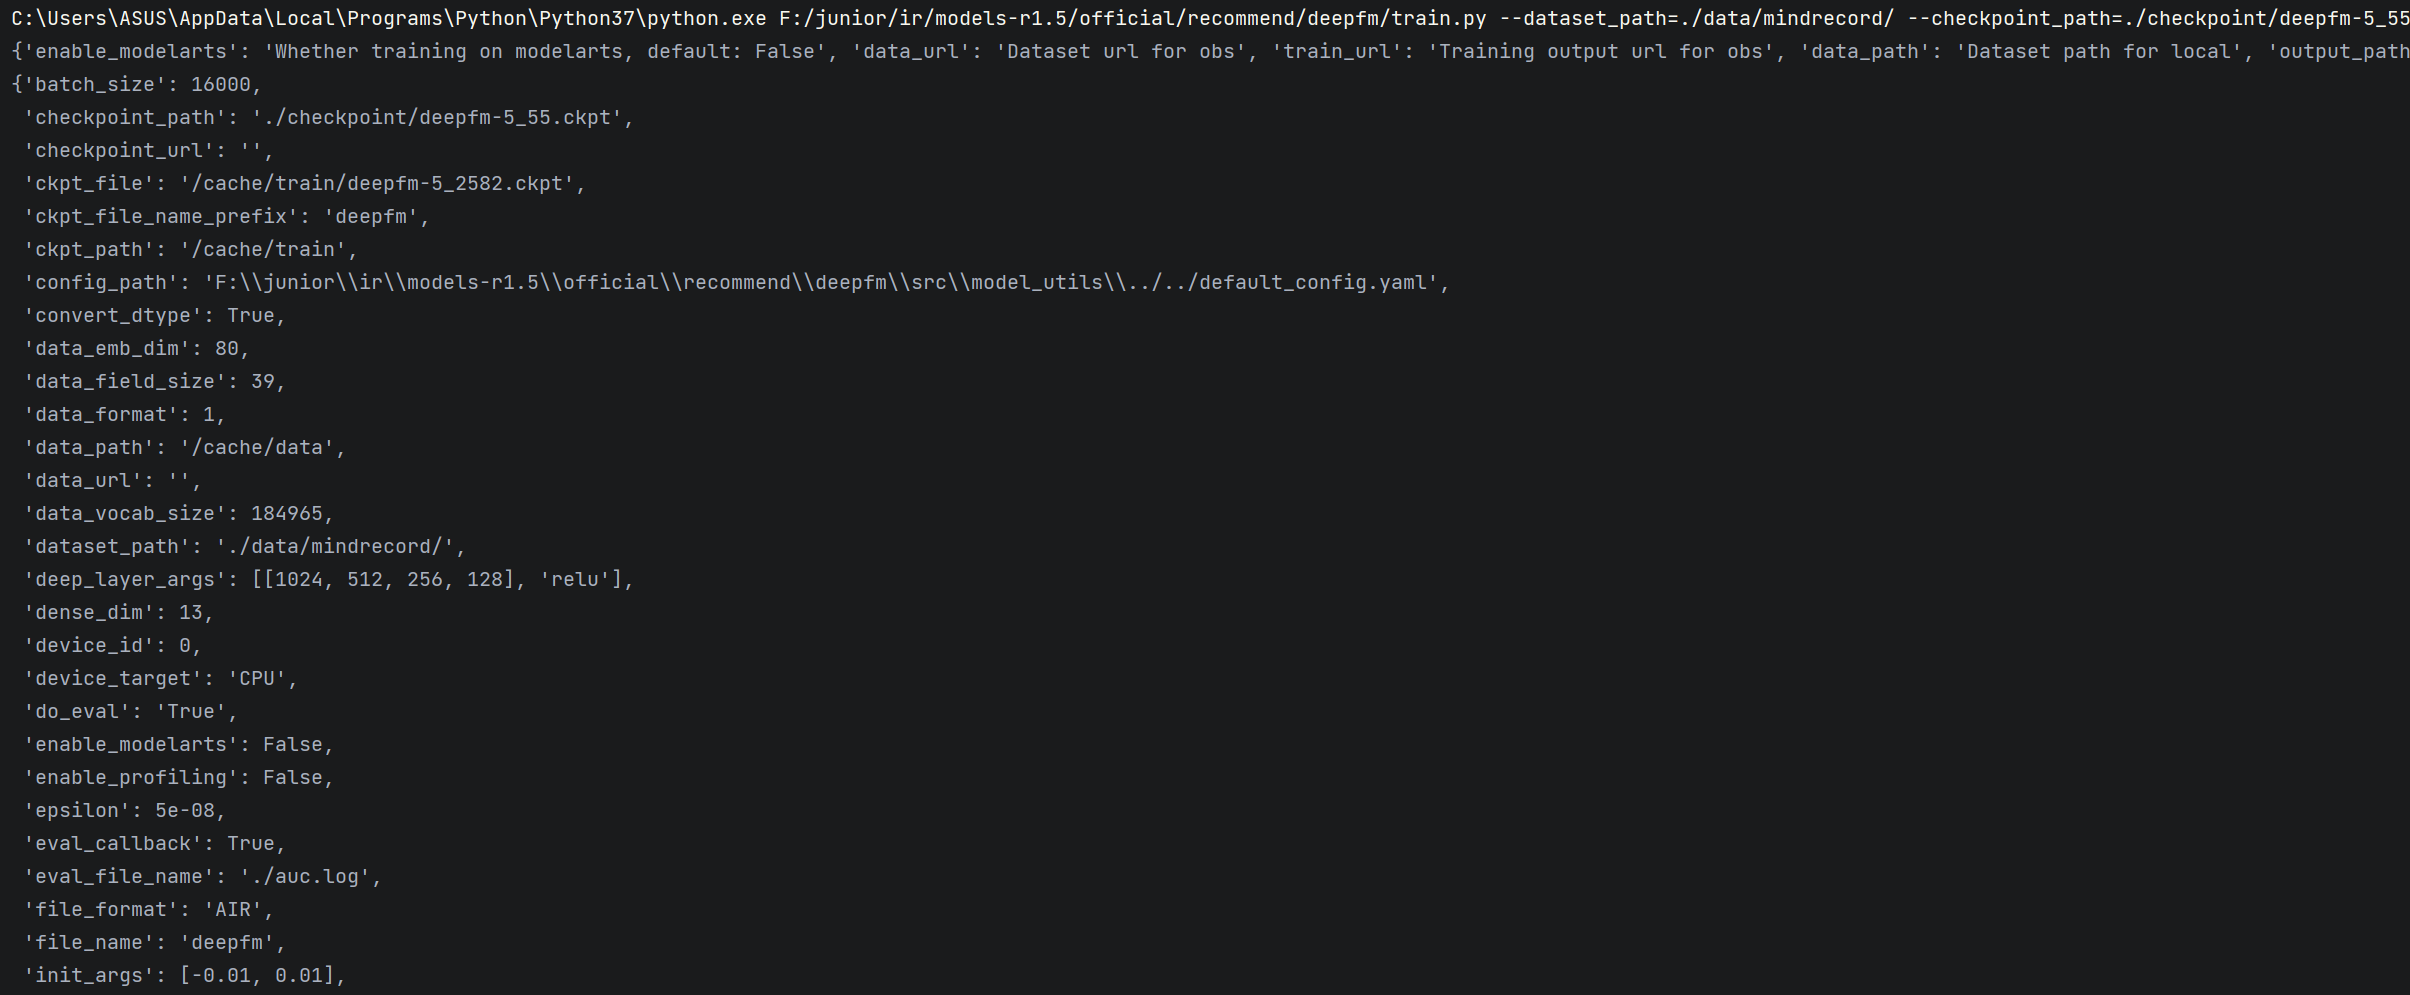 C:\Users\ASUS\AppData\Local\Programs\Python\Python37\python.exe F:/junior/ir/models-r1.5/official/recommend/deepfm/train.py --dataset_path=./data/mindrecord/ --checkpoint_path=./checkpoint/deepfm-5_55
{'enable_modelarts': 'Whether training on modelarts, default: False', 'data_url': 'Dataset url for obs', 'train_url': 'Training output url for obs', 'data_path': 'Dataset path for local', 'output_path
{'batch_size': 16000,
 'checkpoint_path': './checkpoint/deepfm-5_55.ckpt',
 'checkpoint_url': '',
 'ckpt_file': '/cache/train/deepfm-5_2582.ckpt',
 'ckpt_file_name_prefix': 'deepfm',
 'ckpt_path': '/cache/train',
 'config_path': 'F:\\junior\\ir\\models-r1.5\\official\\recommend\\deepfm\\src\\model_utils\\../../default_config.yaml',
 'convert_dtype': True,
 'data_emb_dim': 80,
 'data_field_size': 39,
 'data_format': 1,
 'data_path': '/cache/data',
 'data_url': '',
 'data_vocab_size': 184965,
 'dataset_path': './data/mindrecord/',
 'deep_layer_args': [[1024, 512, 256, 128], 'relu'],
 'dense_dim': 13,
 'device_id': 0,
 'device_target': 'CPU',
 'do_eval': 'True',
 'enable_modelarts': False,
 'enable_profiling': False,
 'epsilon': 5e-08,
 'eval_callback': True,
 'eval_file_name': './auc.log',
 'file_format': 'AIR',
 'file_name': 'deepfm',
 'init_args': [-0.01, 0.01],